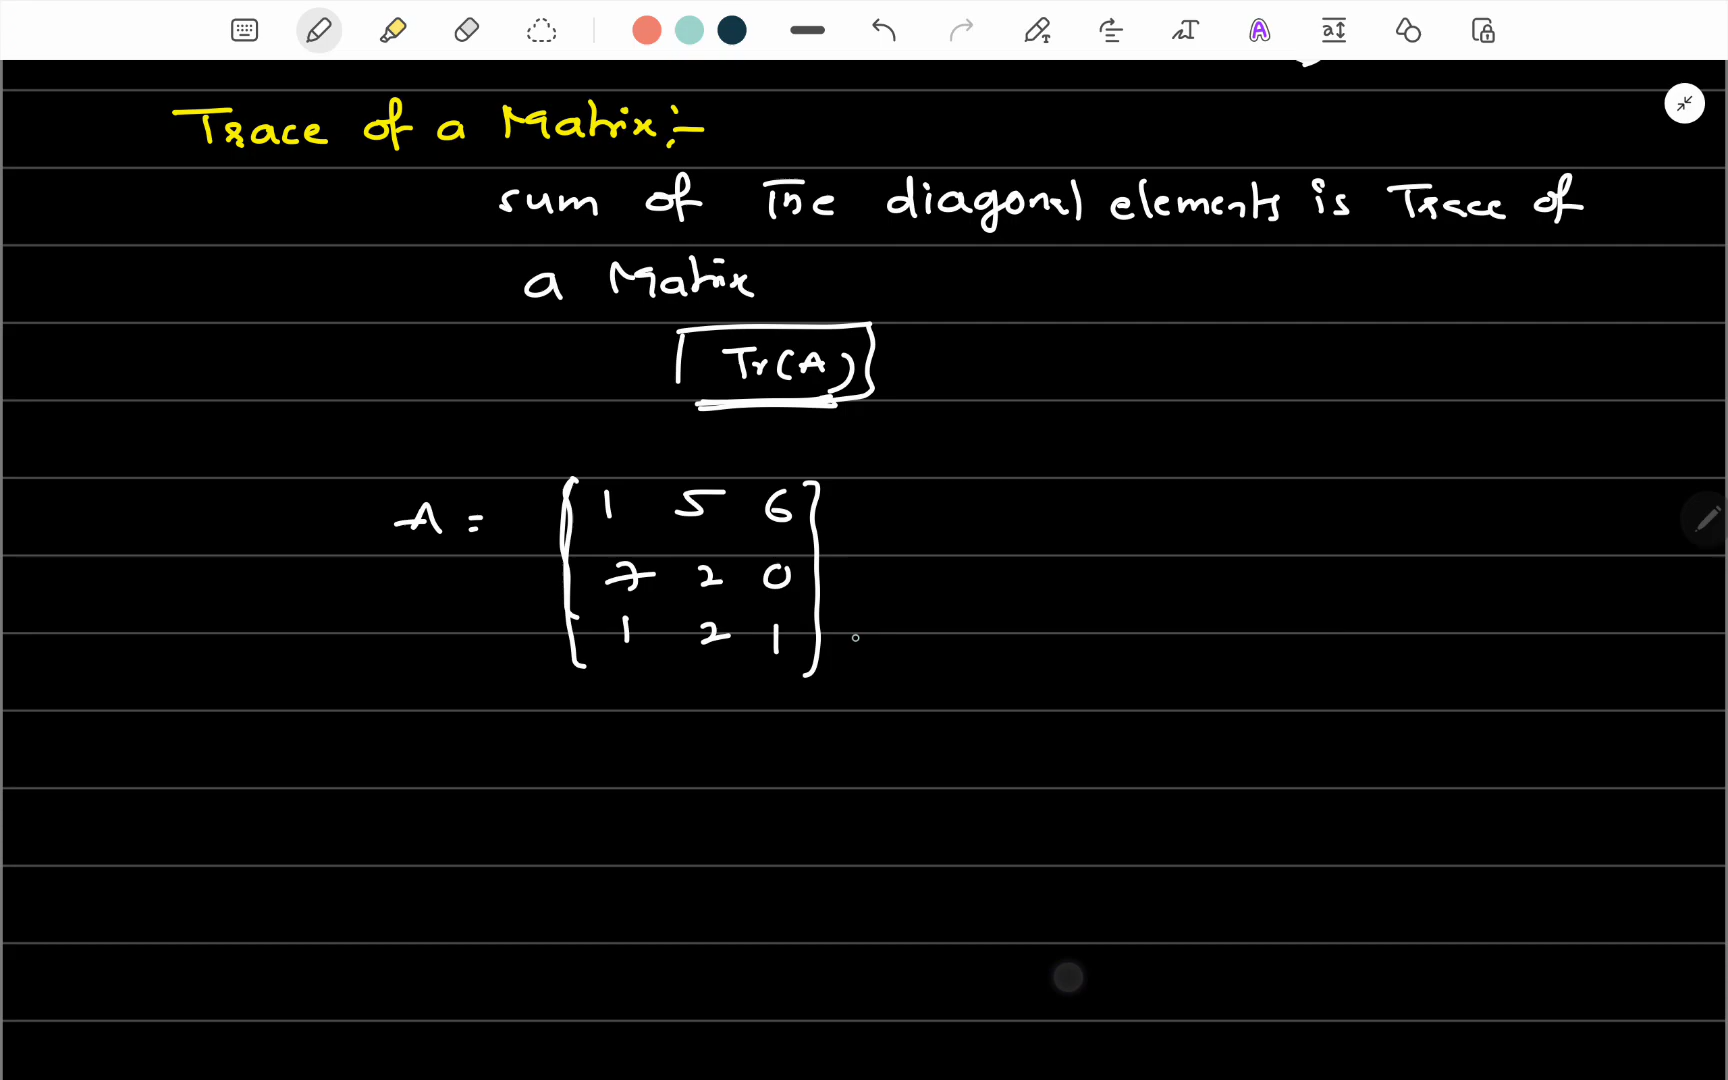 Trace of a Matrix:-
sum of The diagonal elements is Trace of
a Matrix
Tr(A)
A = [1 5 6
7 2 0
1 2 1]